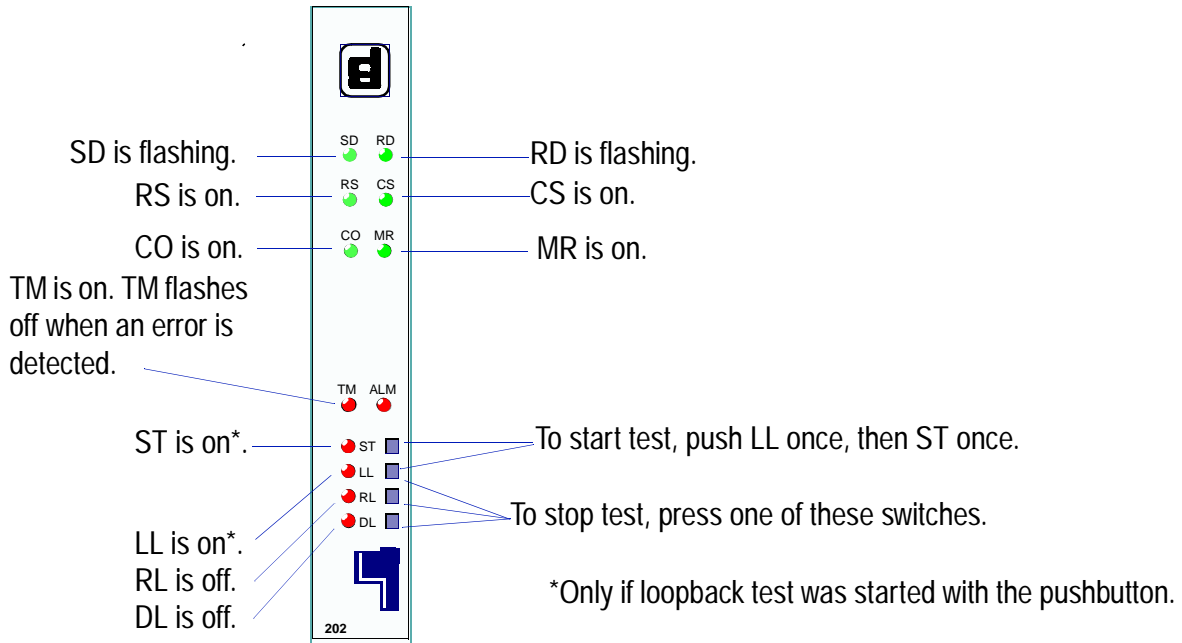 SD RD
SD is flashing.
RD is flashing.
RS CS
RS is on.
CS is on.
CO MR
CO is on.
MR is on.
TM is on. TM flashes
off when an error is
detected.
TM ALM
ST is on*.
ST
To start test, push LL once, then ST once.
LL
RL
To stop test, press one of these switches.
DL
LL is on*.
RL is off.
DL is off.
*Only if loopback test was started with the pushbutton.
202